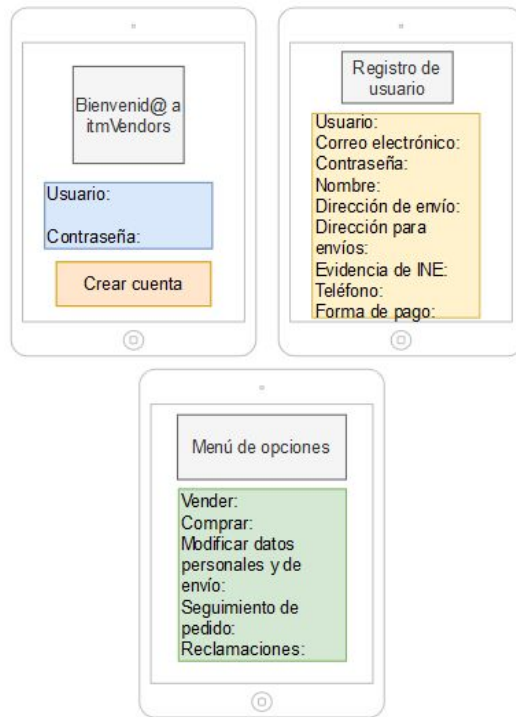 Bienvenid@ a
itmVendors
Usuario:
Contraseña:
Crear cuenta
Registro de
usuario
Usuario:
Correo electrónico:
Contraseña:
Nombre:
Dirección de envío:
Dirección para
envíos:
Evidencia de INE:
Teléfono:
Forma de pago:
Menú de opciones
Vender:
Comprar:
Modificar datos
personales y de
envío:
Seguimiento de
pedido:
Reclamaciones: